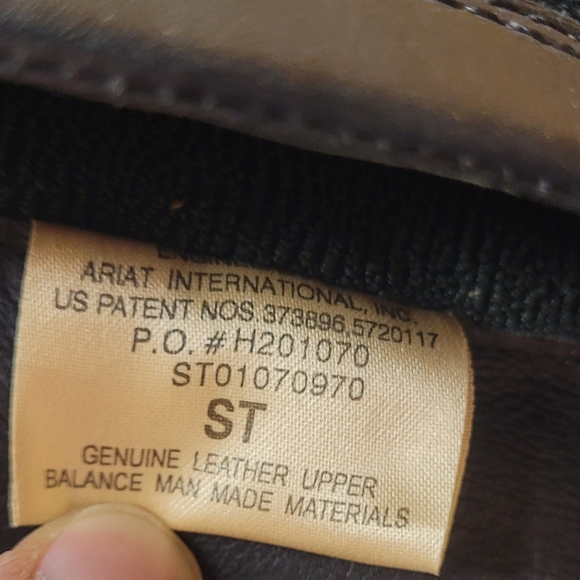 ARIAT INTERNATIONAL, INC.
US PATENT NOS.373896,5720117
P.O. # H201070
ST01070970
ST
GENUINE LEATHER UPPER
BALANCE MAN MADE MATERIALS